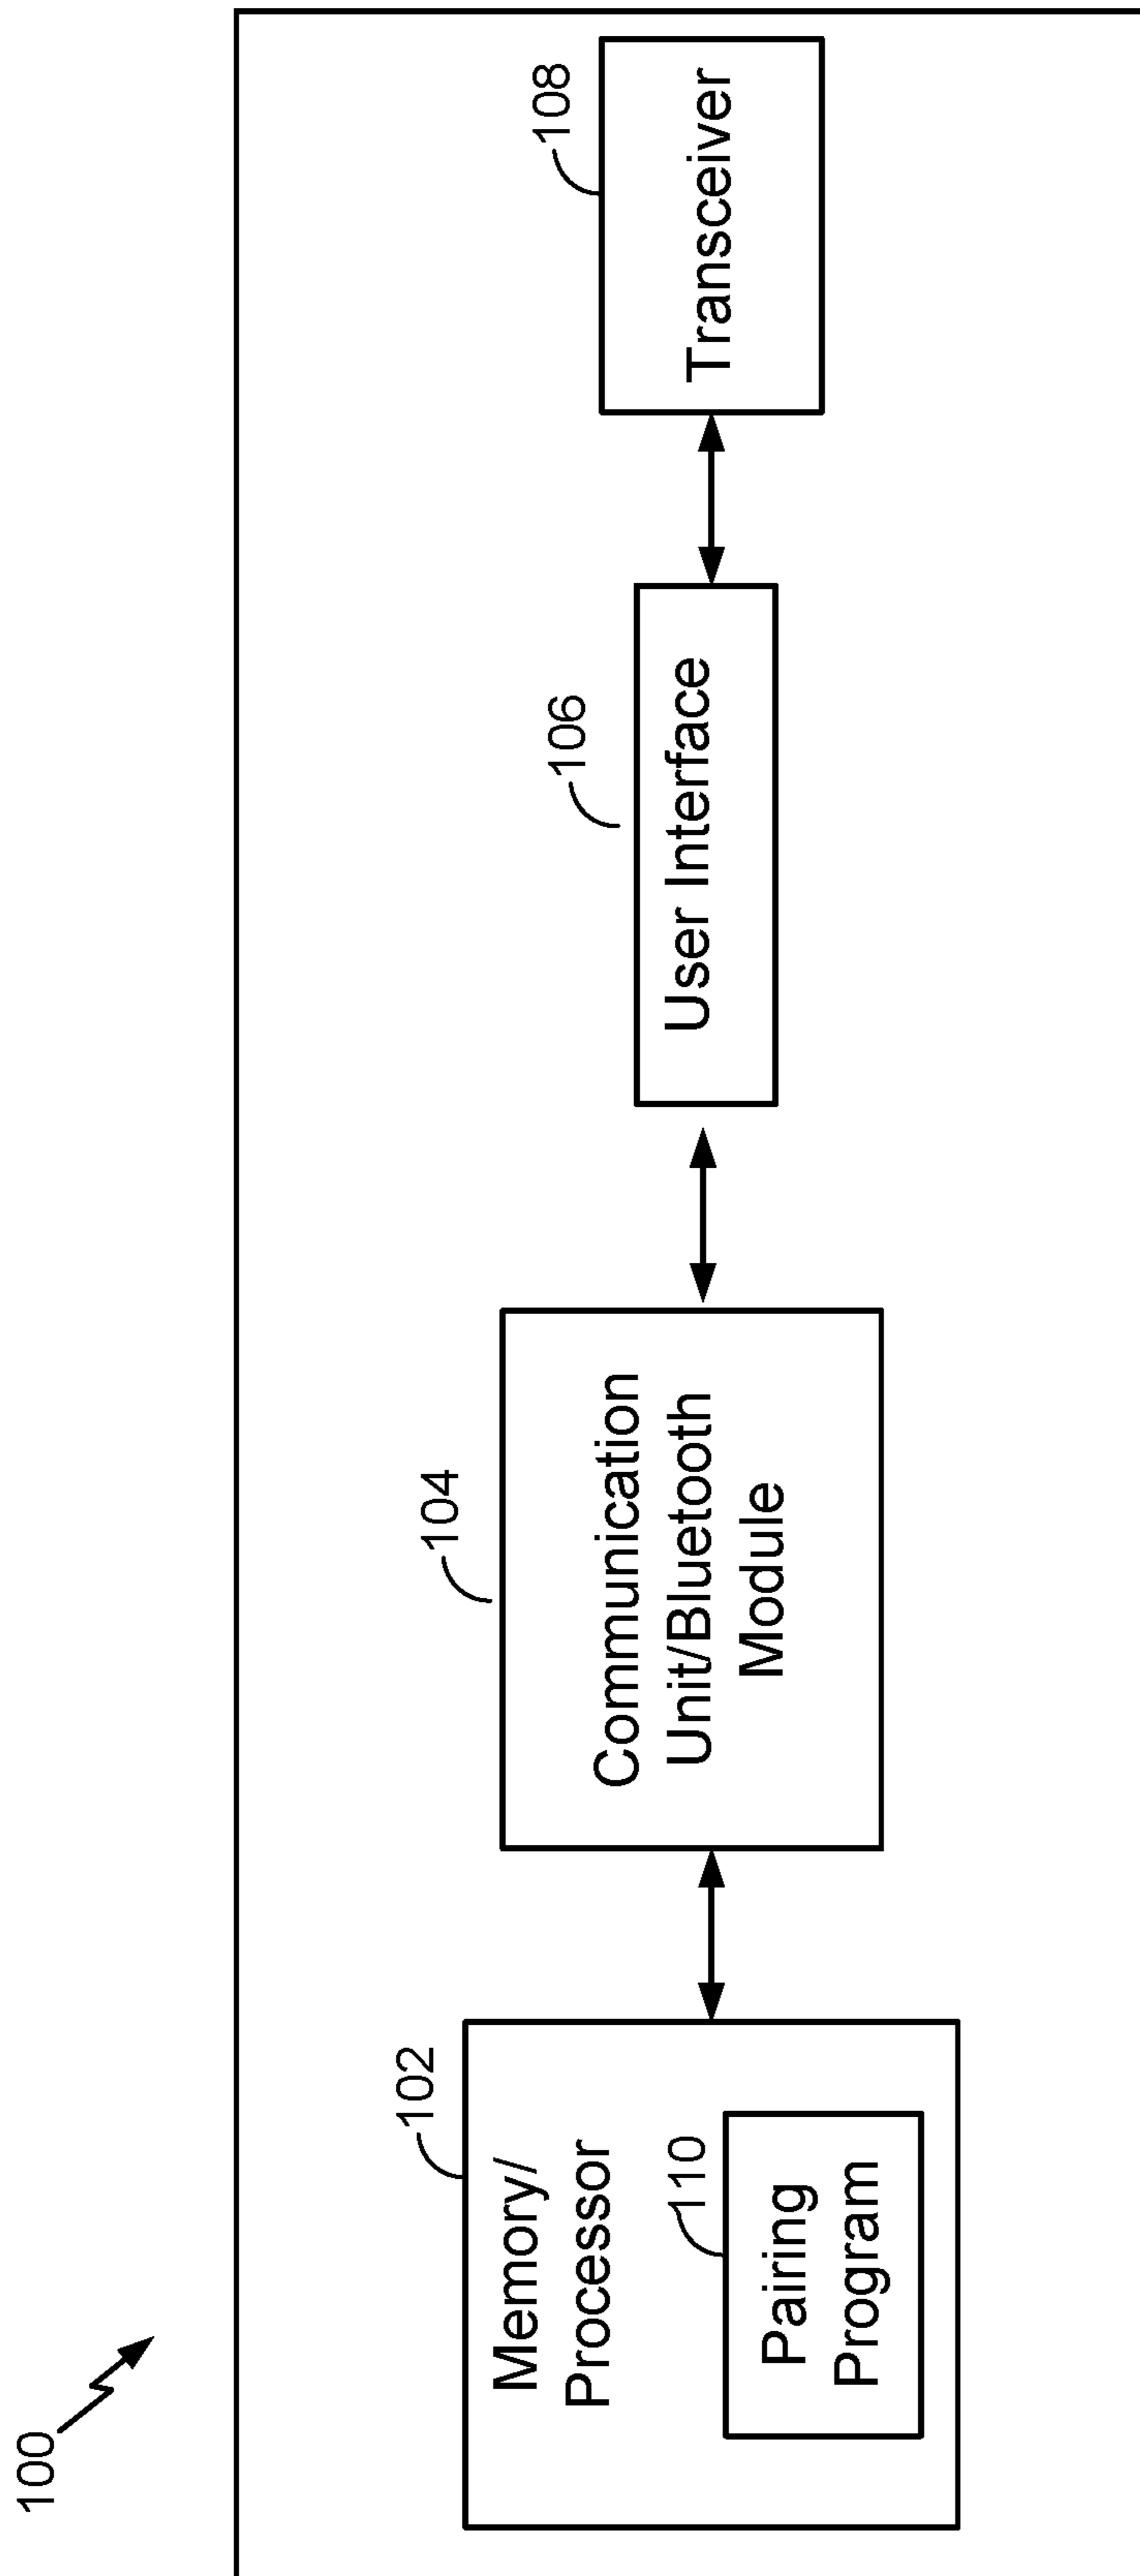 100
102
Memory/
Processor
110
Pairing
Program
104
Communication
Unit/Bluetooth
Module
106
User Interface
108
Transceiver